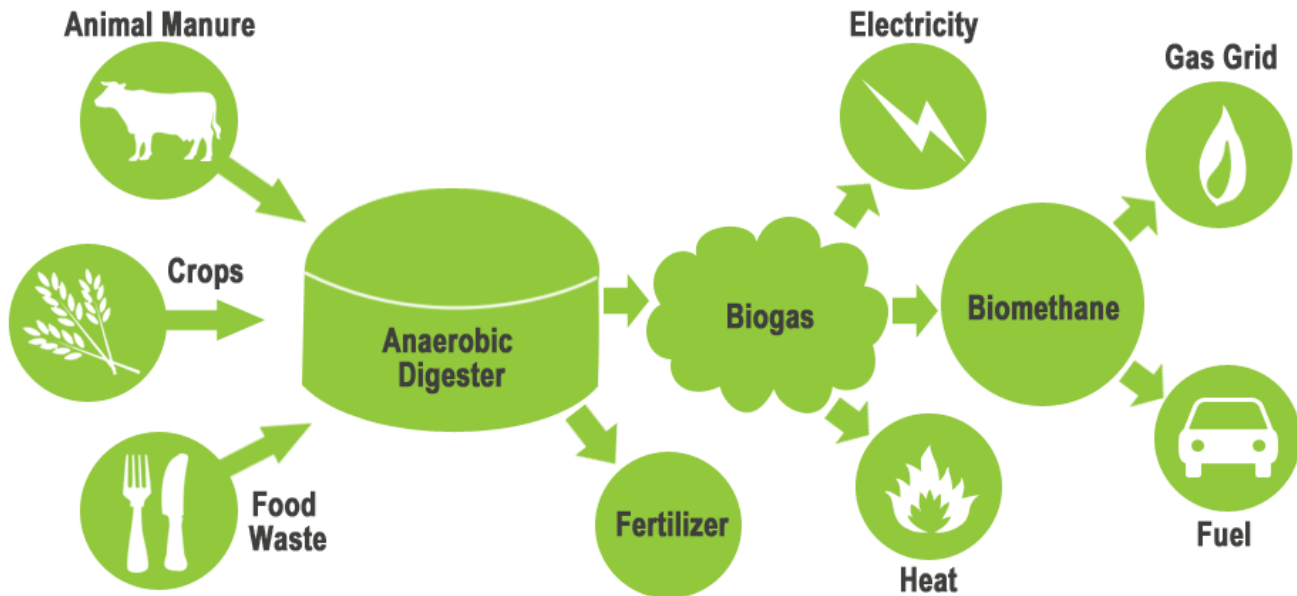 Animal Manure
Electricity
Gas Grid
Crops
Anaerobic
Digester
Biogas
Biomethane
Food
Waste
Fertilizer
Heat
Fuel